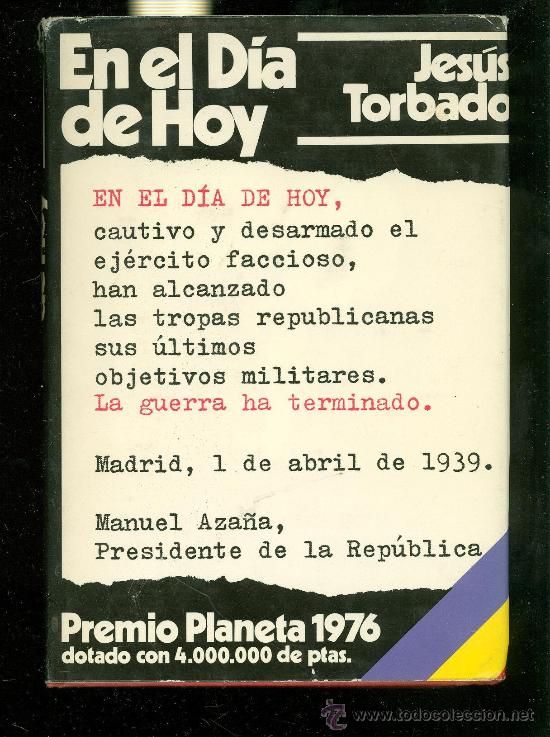 En el Día
de Hoy
Jesús
Torbado
EN EL DÍA DE HOY,
cautivo y desarmado el
ejército faccioso,
han alcanzado
las tropas republicanas
sus últimos
objetivos militares.
La guerra ha terminado.
Madrid, 1 de abril de 1939.
Manuel Azaña,
Presidente de la República
Premio Planeta 1976
dotado con 4.000.000 de ptas.
www.todocoleccion.net
todocoleccion